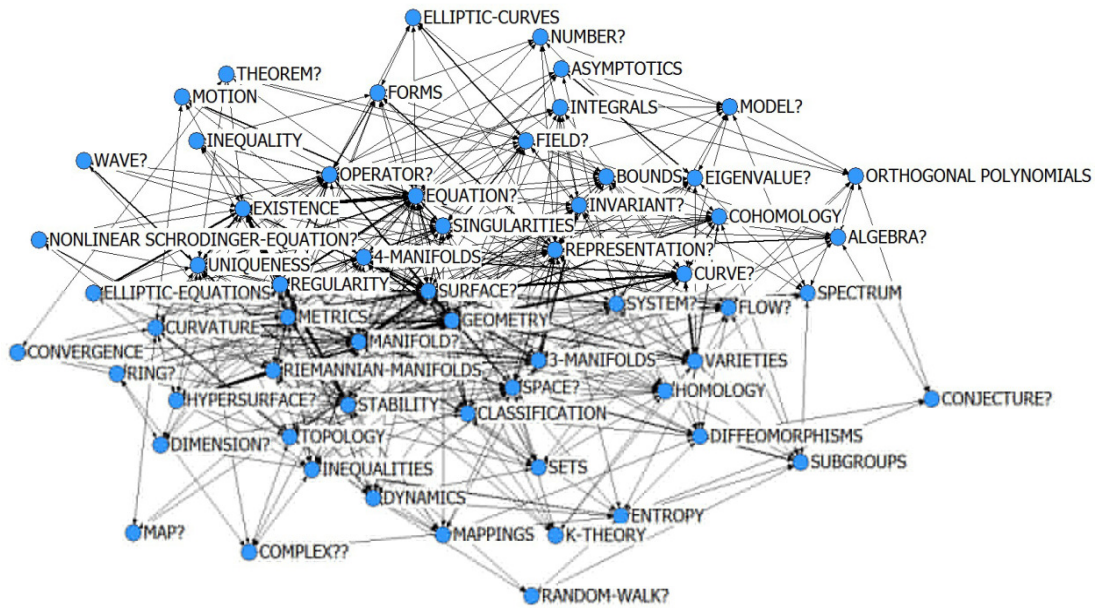 ELLIPTIC-CURVES
NUMBER?
ASYMPTOTICS
THEOREM?
MOTION
FORMS
INTEGRALS
MODEL?
INEQUALITY
FIELD?
WAVE?
OPERATOR?
BOUNDS
EIGENVALUE?
ORTHOGONAL POLYNOMIALS
EQUATION?
EXISTENCE
INVARIANT?
COHOMOLOGY
SINGULARITIES
NONLINEAR SCHRODINGER-EQUATION?
ALGEBRA?
REPRESENTATION?
4-MANIFOLDS
UNIQUENESS
CURVE?
REGULARITY
SURFACE?
ELLIPTIC-EQUATIONS
SPECTRUM
SYSTEM?
FLOW?
METRICS
GEOMETRY
CURVATURE
MANIFOLD?
CONVERGENCE
3-MANIFOLDS
VARIETIES
RING?
RIEMANNIAN-MANIFOLDS
SPACE?
HOMOLOGY
HYPERSURFACE?
STABILITY
CONJECTURE?
CLASSIFICATION
TOPOLOGY
DIFFEOMORPHISMS
DIMENSION?
SUBGROUPS
INEQUALITIES
SETS
DYNAMICS
ENTROPY
MAP?
MAPPINGS
K-THEORY
COMPLEX??
RANDOM-WALK?